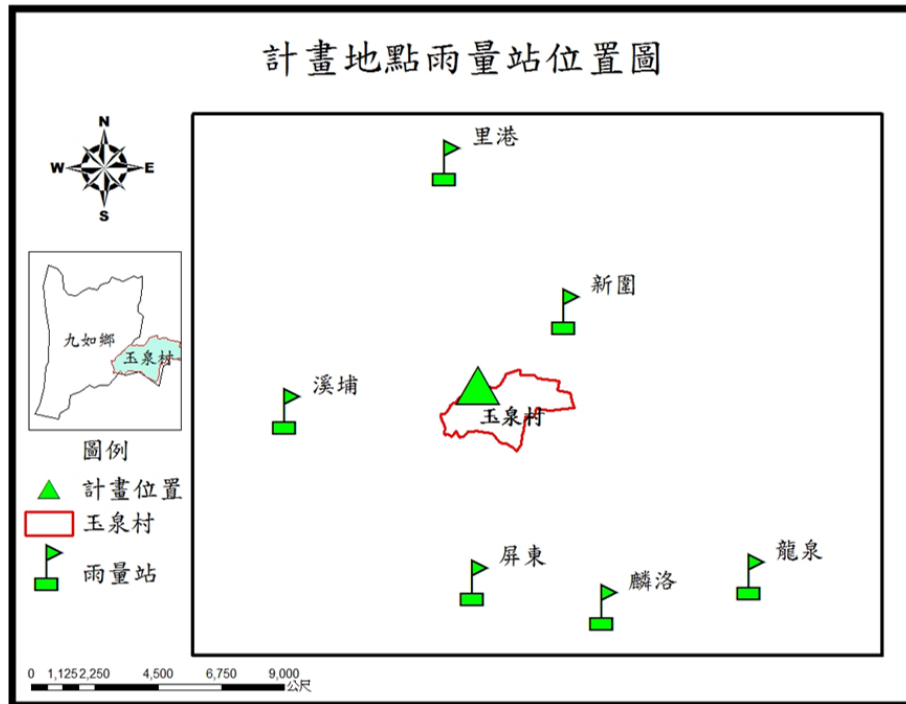 計畫地點雨量站位置圖
N
W E
S
里港
新圍
九如鄉
玉泉村
溪埔
玉泉村
圖例
計畫位置
玉泉村
雨量站
屏東
麟洛
龍泉
0 1,125 2,250 4,500 6,750 9,000
公尺